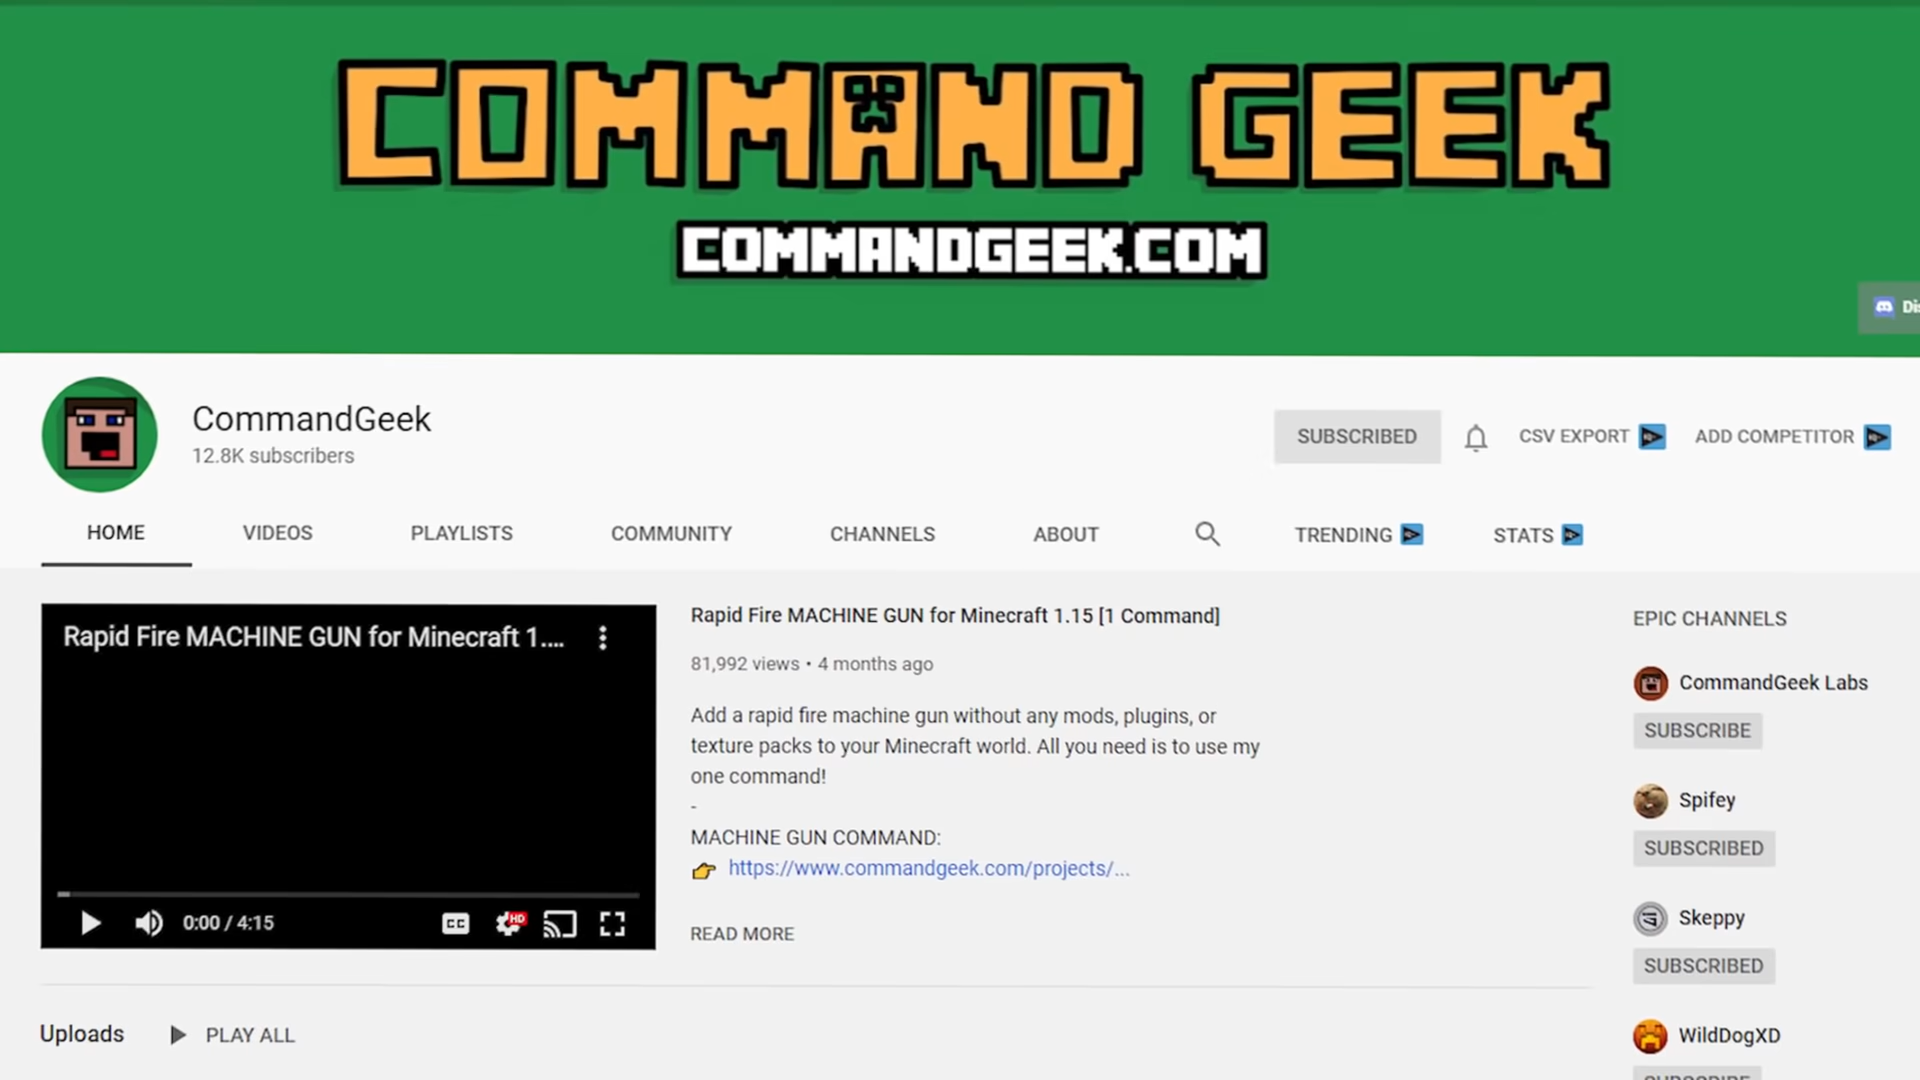 COMMAND GEEK
COMMANDGEEK.COM
CommandGeek
12.8K subscribers
SUBSCRIBED
CSV EXPORT
ADD COMPETITOR
HOME
VIDEOS
PLAYLISTS
COMMUNITY
CHANNELS
ABOUT
TRENDING
STATS
Rapid Fire MACHINE GUN for Minecraft 1....
0:00 / 4:15
CC
HD
Rapid Fire MACHINE GUN for Minecraft 1.15 [1 Command]
81,992 views • 4 months ago
Add a rapid fire machine gun without any mods, plugins, or
texture packs to your Minecraft world. All you need is to use my
one command!
-
MACHINE GUN COMMAND:
https://www.commandgeek.com/projects/...
READ MORE
EPIC CHANNELS
CommandGeek Labs
SUBSCRIBE
Spifey
SUBSCRIBED
Skeppy
SUBSCRIBED
WildDogXD
Uploads
PLAY ALL